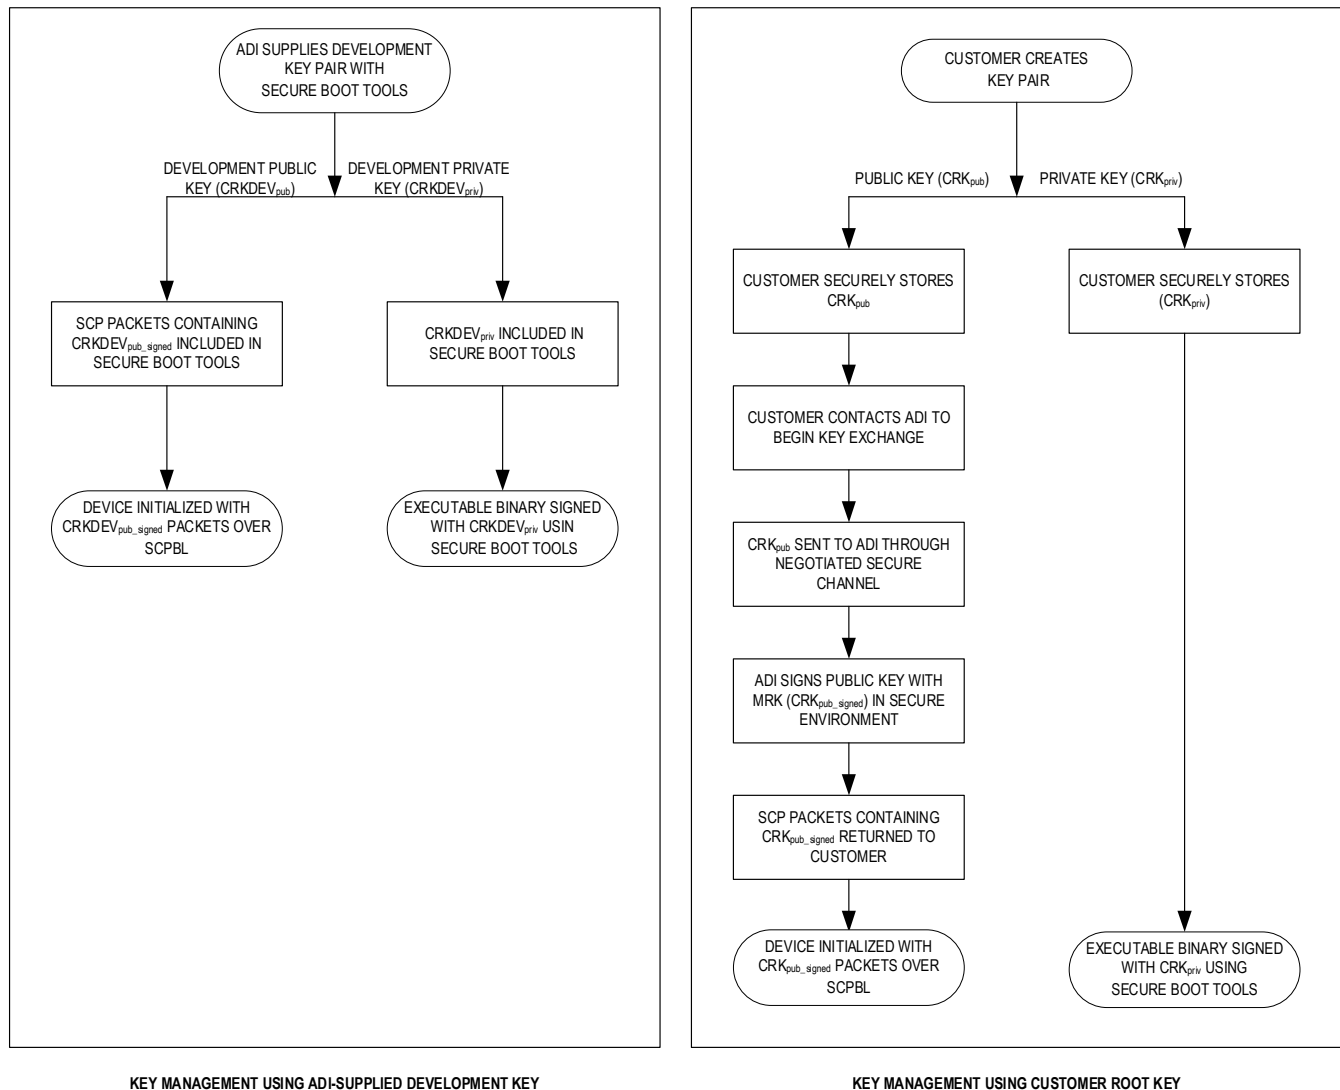 ADI SUPPLIES DEVELOPMENT
KEY PAIR WITH
SECURE BOOT TOOLS
DEVELOPMENT PUBLIC
KEY (CRKDEVpub)
DEVELOPMENT PRIVATE
KEY (CRKDEVpriv)
SCP PACKETS CONTAINING
CRKDEVpub_signed INCLUDED IN
SECURE BOOT TOOLS
CRKDEVpriv INCLUDED IN
SECURE BOOT TOOLS
DEVICE INITIALIZED WITH
CRKDEVpub_signed PACKETS OVER
SCPBL
EXECUTABLE BINARY SIGNED
WITH CRKDEVpriv USIN
SECURE BOOT TOOLS
KEY MANAGEMENT USING ADI-SUPPLIED DEVELOPMENT KEY
CUSTOMER CREATES
KEY PAIR
PUBLIC KEY (CRKpub)
PRIVATE KEY (CRKpriv)
CUSTOMER SECURELY STORES
CRKpub
CUSTOMER SECURELY STORES
(CRKpriv)
CUSTOMER CONTACTS ADI TO
BEGIN KEY EXCHANGE
CRKpub SENT TO ADI THROUGH
NEGOTIATED SECURE
CHANNEL
ADI SIGNS PUBLIC KEY WITH
MRK (CRKpub_signed) IN SECURE
ENVIRONMENT
SCP PACKETS CONTAINING
CRKpub_signed RETURNED TO
CUSTOMER
DEVICE INITIALIZED WITH
CRKpub_signed PACKETS OVER
SCPBL
EXECUTABLE BINARY SIGNED
WITH CRKpriv USING
SECURE BOOT TOOLS
KEY MANAGEMENT USING CUSTOMER ROOT KEY